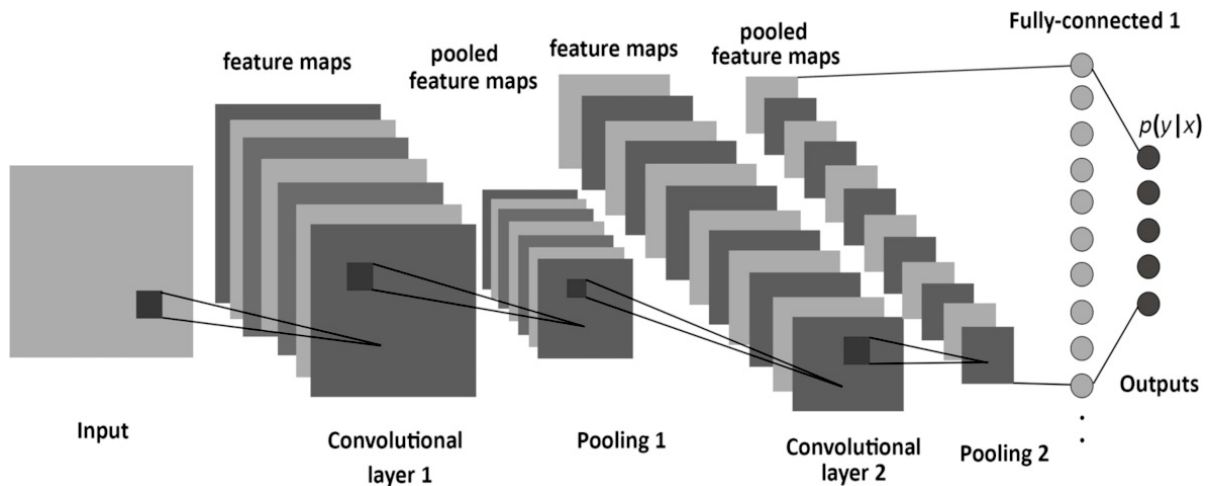 feature maps
pooled
feature maps
feature maps
pooled
feature maps
Fully-connected 1
p(y|x)
Input
Convolutional
layer 1
Pooling 1
Convolutional
layer 2
Pooling 2
Outputs